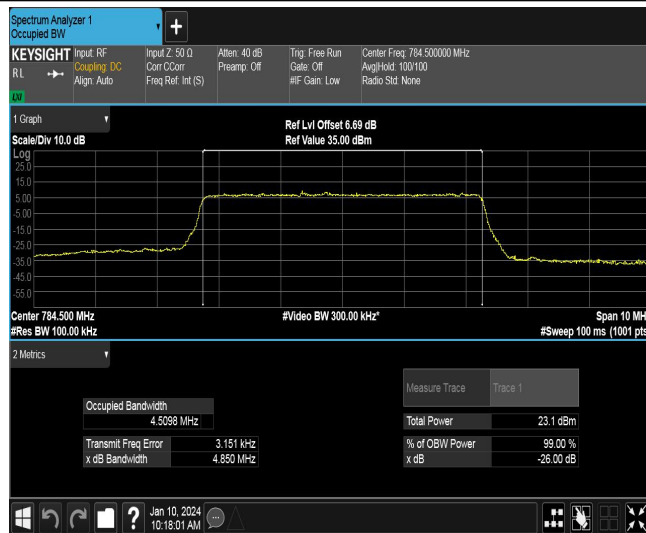 Spectrum Analyzer 1
Occupied BW
+
KEYSIGHT
RL
LXI
Input: RF
Coupling: DC
Align: Auto
Input Z: 50 Ω
Corr CCorr
Freq Ref: Int (S)
Atten: 40 dB
Preamp: Off
Trig: Free Run
Gate: Off
#IF Gain: Low
Center Freq: 784.500000 MHz
Avg|Hold: 100/100
Radio Std: None
1 Graph
Scale/Div 10.0 dB
Ref Lvl Offset 6.69 dB
Ref Value 35.00 dBm
Log
25.0
15.0
5.00
-5.00
-15.0
-25.0
-35.0
-45.0
-55.0
Center 784.500 MHz
#Video BW 300.00 kHz*
Span 10 MH
#Res BW 100.00 kHz
#Sweep 100 ms (1001 pts
2 Metrics
Measure Trace Trace 1
Occupied Bandwidth
4.5098 MHz
Total Power 23.1 dBm
Transmit Freq Error 3.151 kHz
% of OBW Power 99.00 %
x dB Bandwidth 4.850 MHz
x dB -26.00 dB
?
Jan 10, 2024
10:18:01 AM